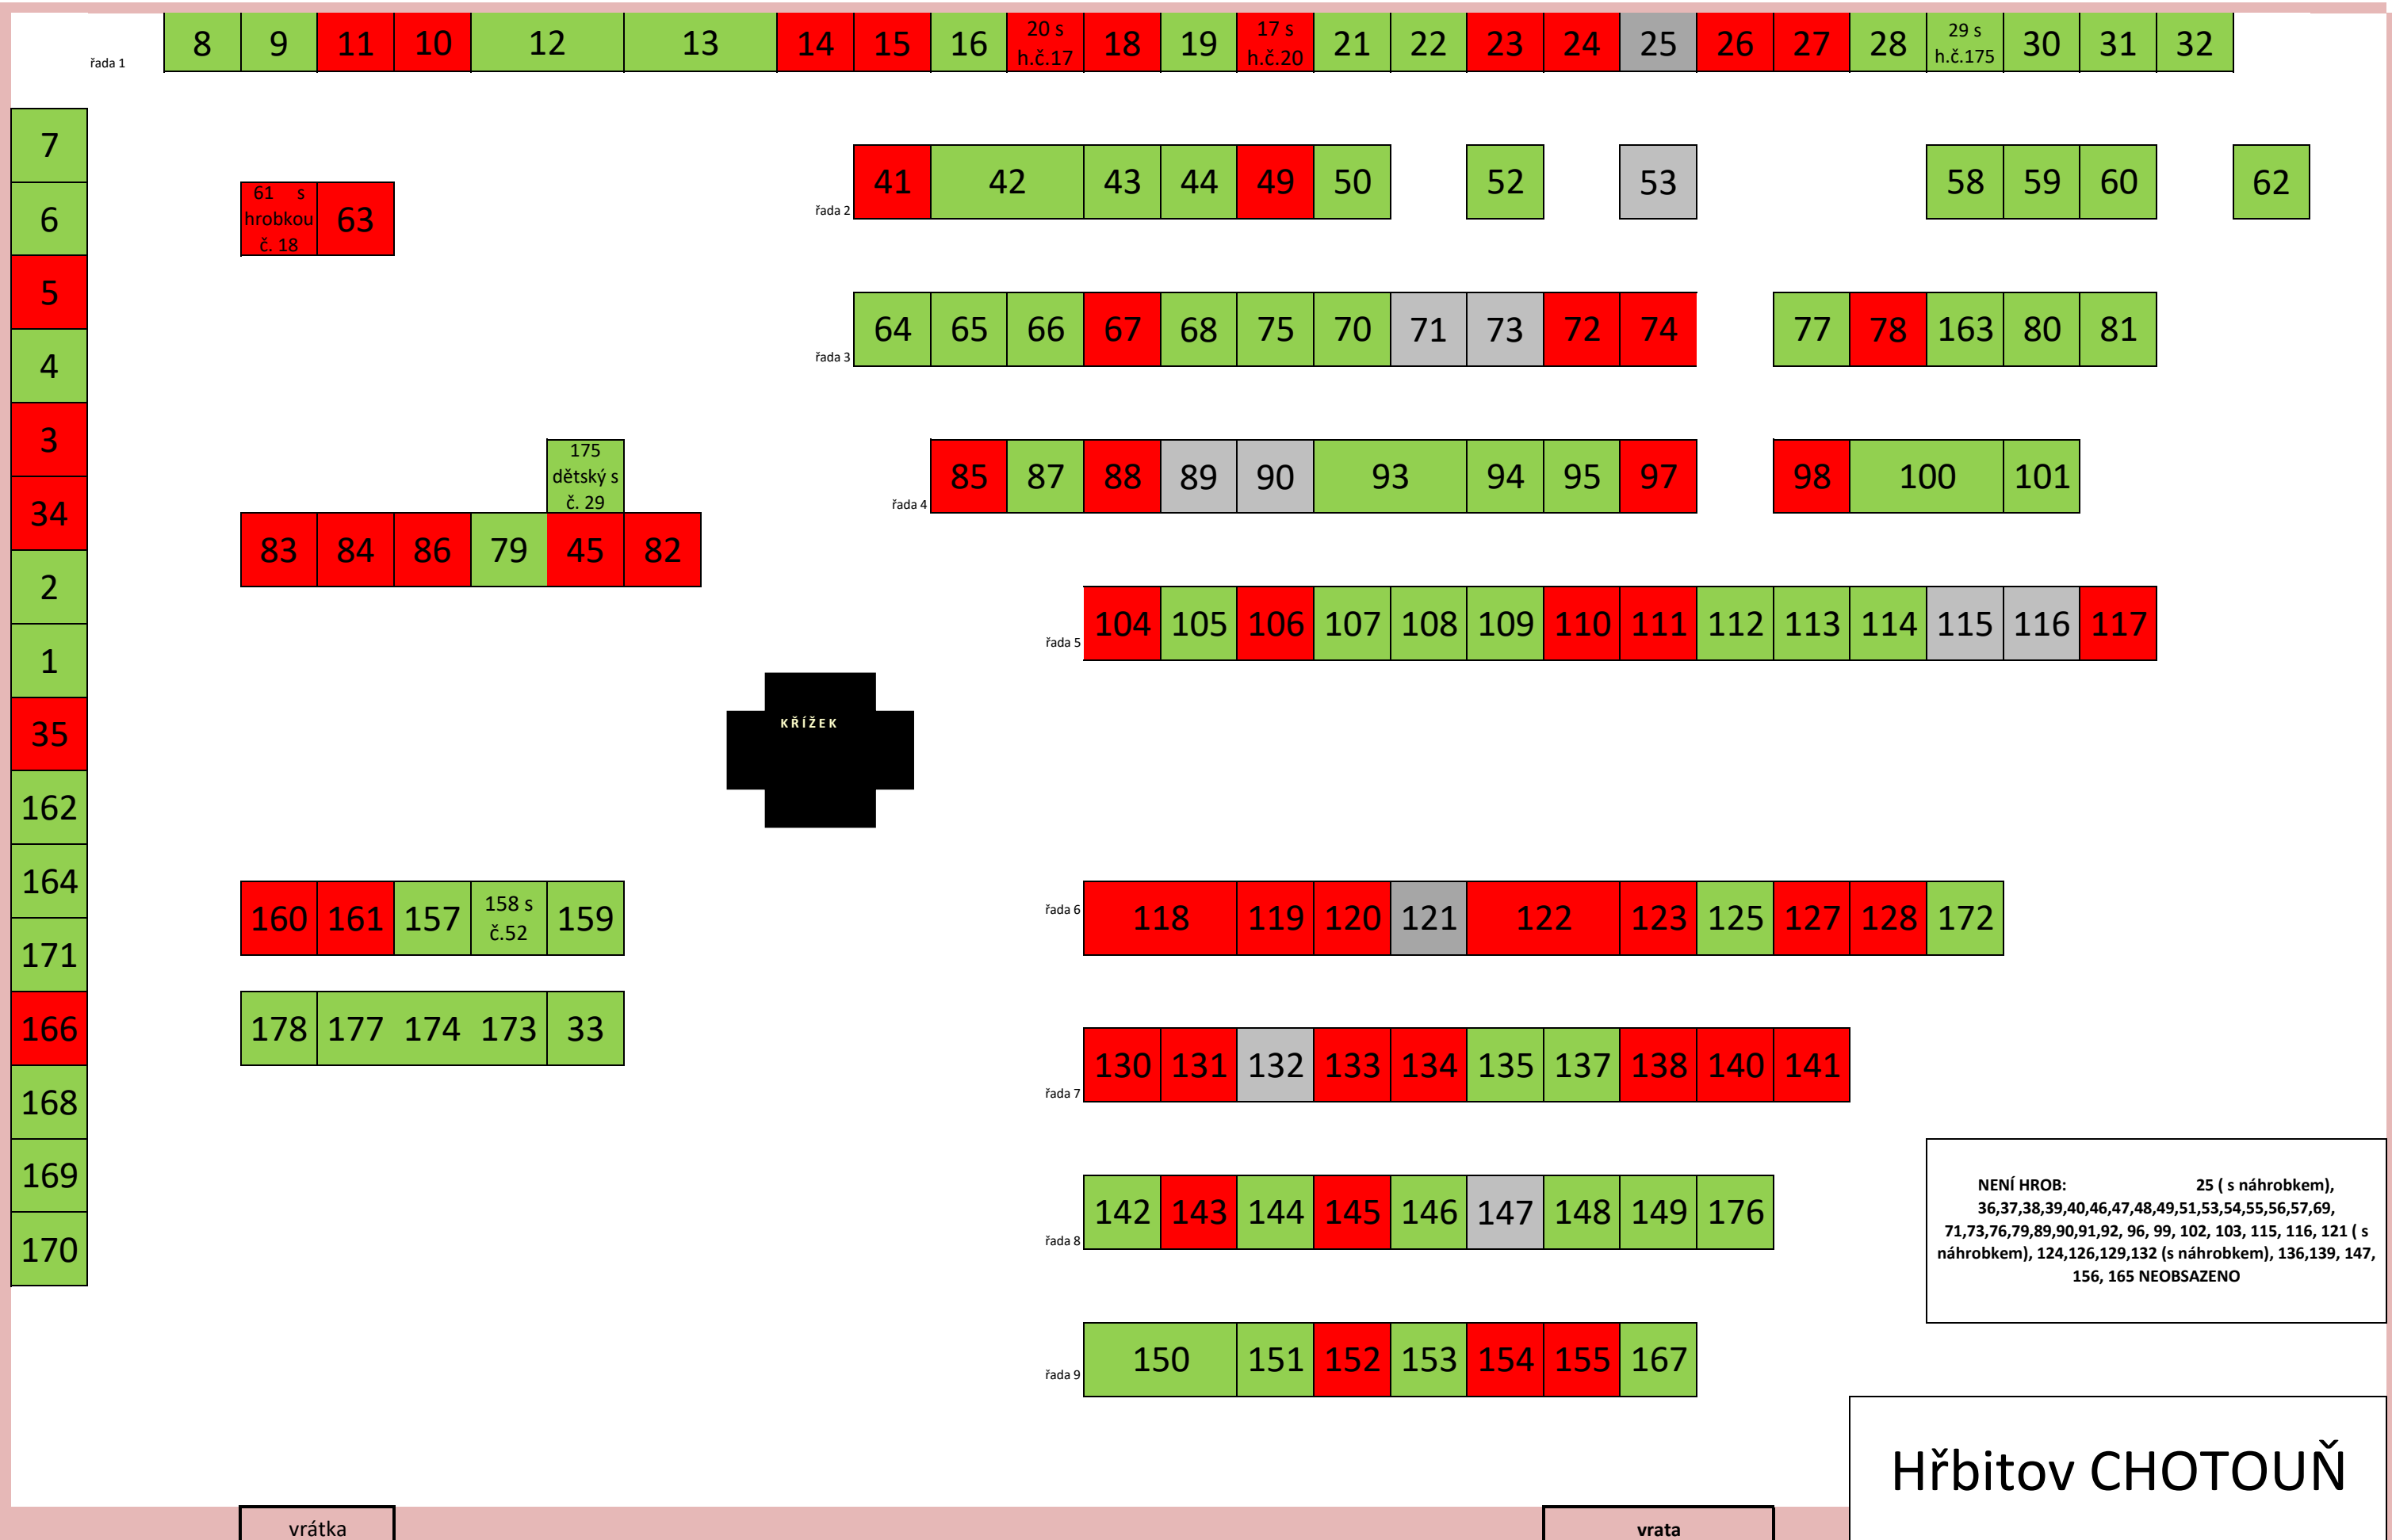 řada 1 8 9 11 10 12 13 14 15 16 20 s h.č.17 18 19 17 s h.č.20 21 22 23 24 25 26 27 28 29 s h.č.175 30 31 32
7
6
5
4
3
34
2
1
35
162
164
171
166
168
169
170
61 s
hrobkou
č. 18
63
řada 2 41 42 43 44 49 50 52 53 58 59 60 62
řada 3 64 65 66 67 68 75 70 71 73 72 74 77 78 163 80 81
175
dětský s
č. 29
83 84 86 79 45 82
řada 4 85 87 88 89 90 93 94 95 97 98 100 101
řada 5 104 105 106 107 108 109 110 111 112 113 114 115 116 117
KŘÍŽEK
160 161 157 158 s č.52 159
178 177 174 173 33
řada 6 118 119 120 121 122 123 125 127 128 172
řada 7 130 131 132 133 134 135 137 138 140 141
řada 8 142 143 144 145 146 147 148 149 176
řada 9 150 151 152 153 154 155 167
NENÍ HROB: 25 ( s náhrobkem),
36,37,38,39,40,46,47,48,49,51,53,54,55,56,57,69,
71,73,76,79,89,90,91,92, 96, 99, 102, 103, 115, 116, 121 ( s
náhrobkem), 124,126,129,132 (s náhrobkem), 136,139, 147,
156, 165 NEOBSAZENO
Hřbitov CHOTOUŇ
vrátka
vrata